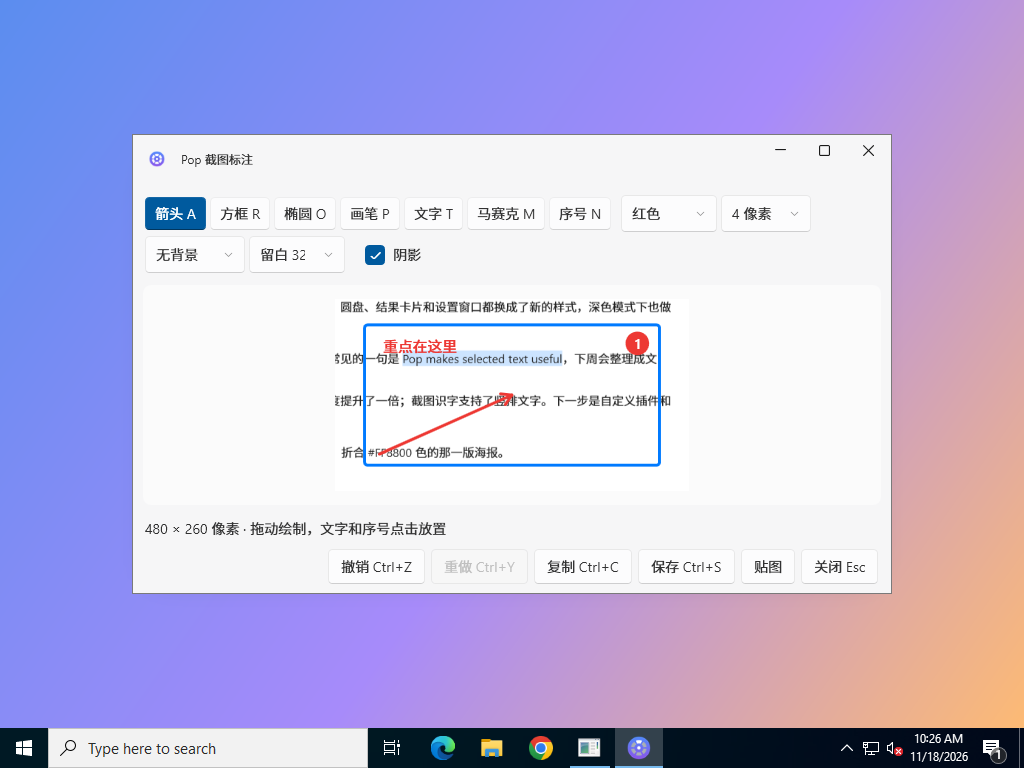 Pop 截图标注
箭头 A 方框 R 椭圆 O 画笔 P 文字 T 马赛克 M 序号 N 红色 4 像素
无背景 留白 32 阴影
圆盘、结果卡片和设置窗口都换成了新的样式，深色模式下也做
重点在这里 1
常见的一句是 Pop makes selected text useful，下周会整理成文
提升了一倍；截图识字支持了竖排文字。下一步是自定义插件和
折合 #FF8800 色的那一版海报。
480 × 260 像素 · 拖动绘制，文字和序号点击放置
撤销 Ctrl+Z 重做 Ctrl+Y 复制 Ctrl+C 保存 Ctrl+S 贴图 关闭 Esc
Type here to search
10:26 AM
11/18/2026
1